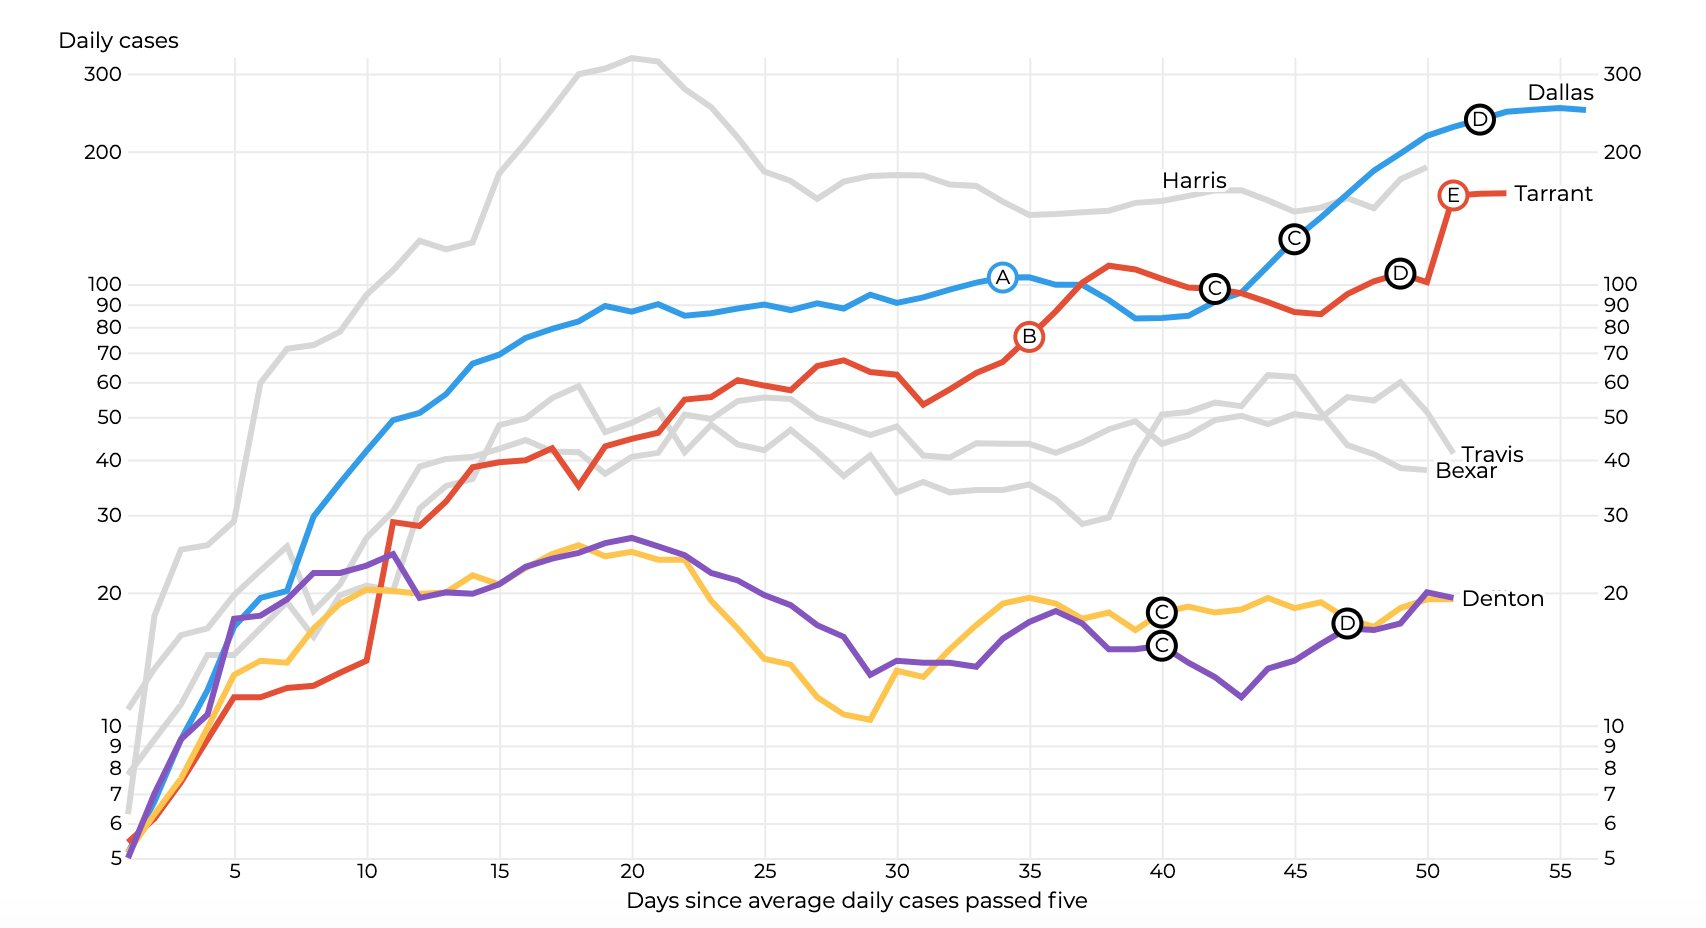 Daily cases
300
300
Dallas
D
200
200
Harris
E
Tarrant
C
A
D
100
C
100
90
90
80
B
80
70
70
60
60
50
50
Travis
40
40
Bexar
30
30
20
20
Denton
C
D
C
10
10
9
9
8
8
7
7
6
6
5
5
5 10 15 20 25 30 35 40 45 50 55
Days since average daily cases passed five